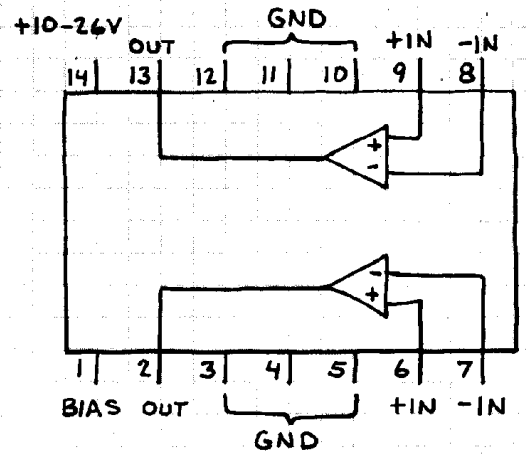 GND
+10-26V OUT +IN -IN
14 13 12 11 10 9 8
+
-
-
+
1 2 3 4 5 6 7
BIAS OUT +IN -IN
GND